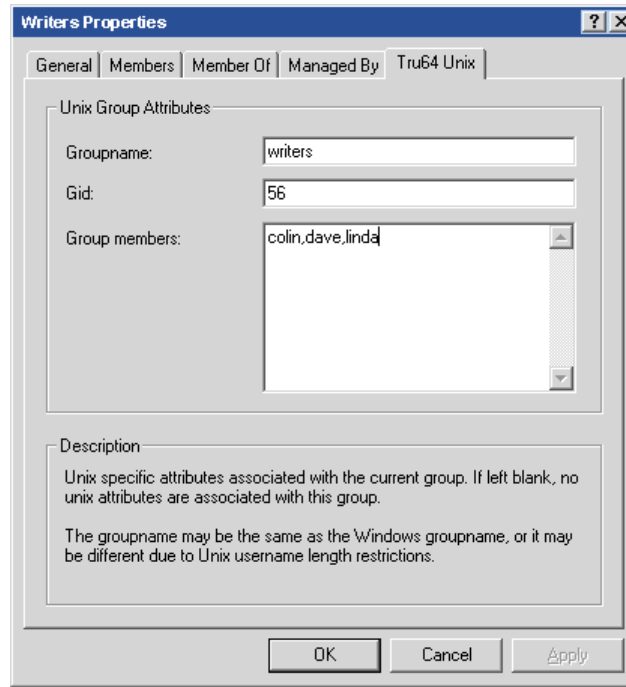 Writers Properties
? X
General Members Member Of Managed By Tru64 Unix
Unix Group Attributes
Groupname: writers
Gid: 56
Group members: colin,dave,linda
Description
Unix specific attributes associated with the current group. If left blank, no
unix attributes are associated with this group.
The groupname may be the same as the Windows groupname, or it may
be different due to Unix username length restrictions.
OK Cancel Apply